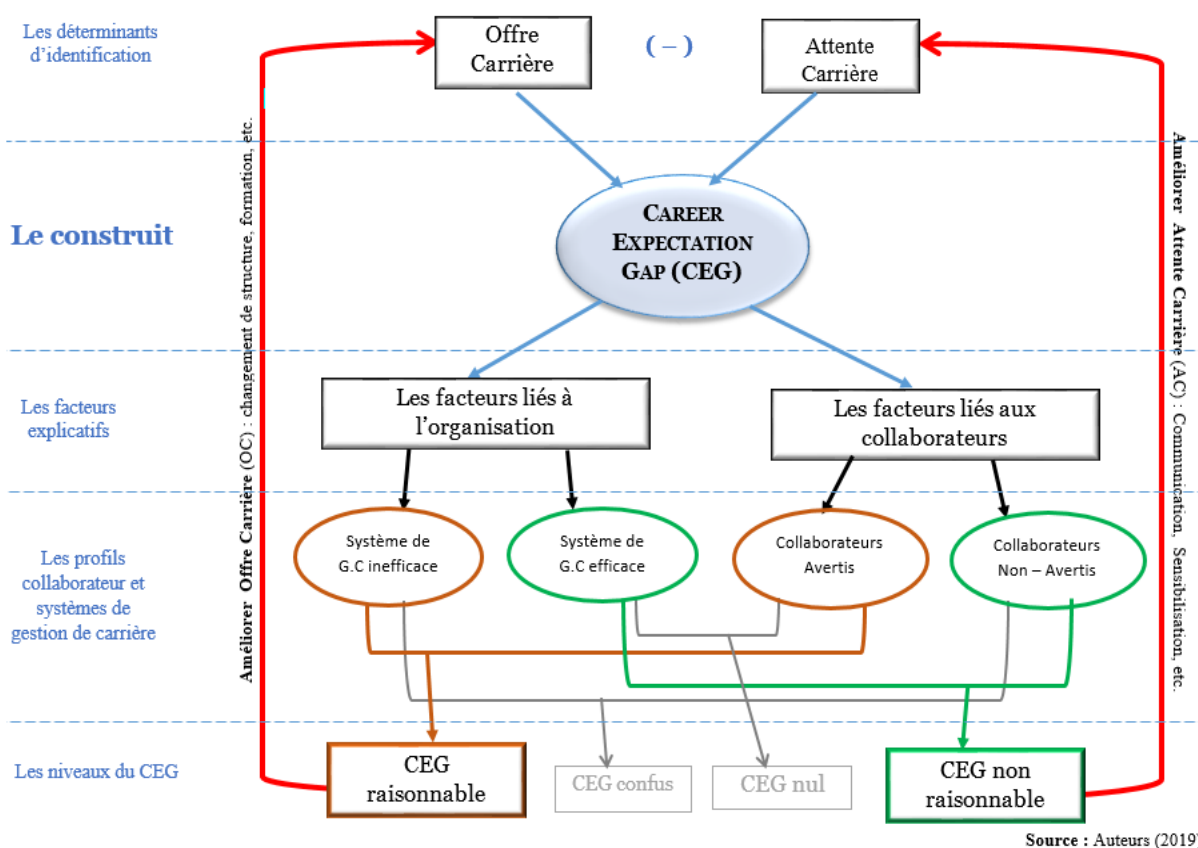 Les déterminants
d’identification
Offre
Carrière
( – )
Attente
Carrière
Le construit
CAREER
EXPECTATION
GAP (CEG)
Améliorer Offre Carrière (OC) : changement de structure, formation, etc.
Améliorer Attente Carrière (AC) : Communication, Sensibilisation, etc.
Les facteurs
explicatifs
Les facteurs liés à
l’organisation
Les facteurs liés aux
collaborateurs
Les profils
collaborateur et
systèmes de
gestion de carrière
Système de
G.C inefficace
Système de
G.C efficace
Collaborateurs
Avertis
Collaborateurs
Non – Avertis
Les niveaux du CEG
CEG
raisonnable
CEG confus
CEG nul
CEG non
raisonnable
Source : Auteurs (2019)